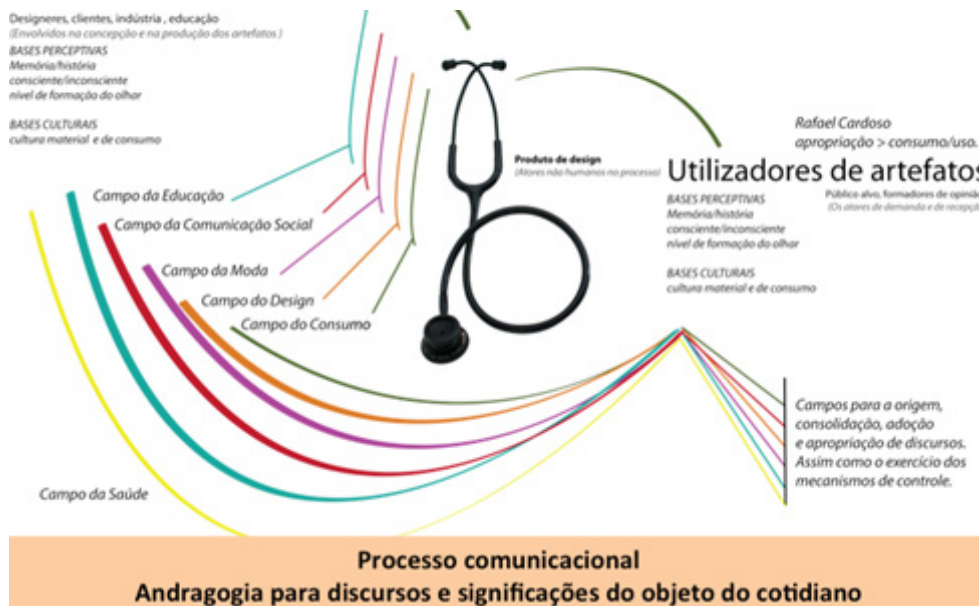 Designeres, clientes, indústria , educação
(Envolvidos na concepção e na produção dos artefatos )
BASES PERCEPTIVAS
Memória/história
consciente/inconsciente
nível de formação do olhar
BASES CULTURAIS
cultura material e de consumo
Campo da Educação
Campo da Comunicação Social
Campo da Moda
Campo do Design
Campo do Consumo
Campo da Saúde
Produto de design
(Atores não humanos no processo)
Rafael Cardoso
apropriação > consumo/uso.
Utilizadores de artefatos
Público alvo, formadores de opinião
(Os atores de demanda e de recepção
BASES PERCEPTIVAS
Memória/história
consciente/inconsciente
nível de formação do olhar
BASES CULTURAIS
cultura material e de consumo
Campos para a origem,
consolidação, adoção
e apropriação de discursos.
Assim como o exercício dos
mecanismos de controle.
Processo comunicacional
Andragogia para discursos e significações do objeto do cotidiano